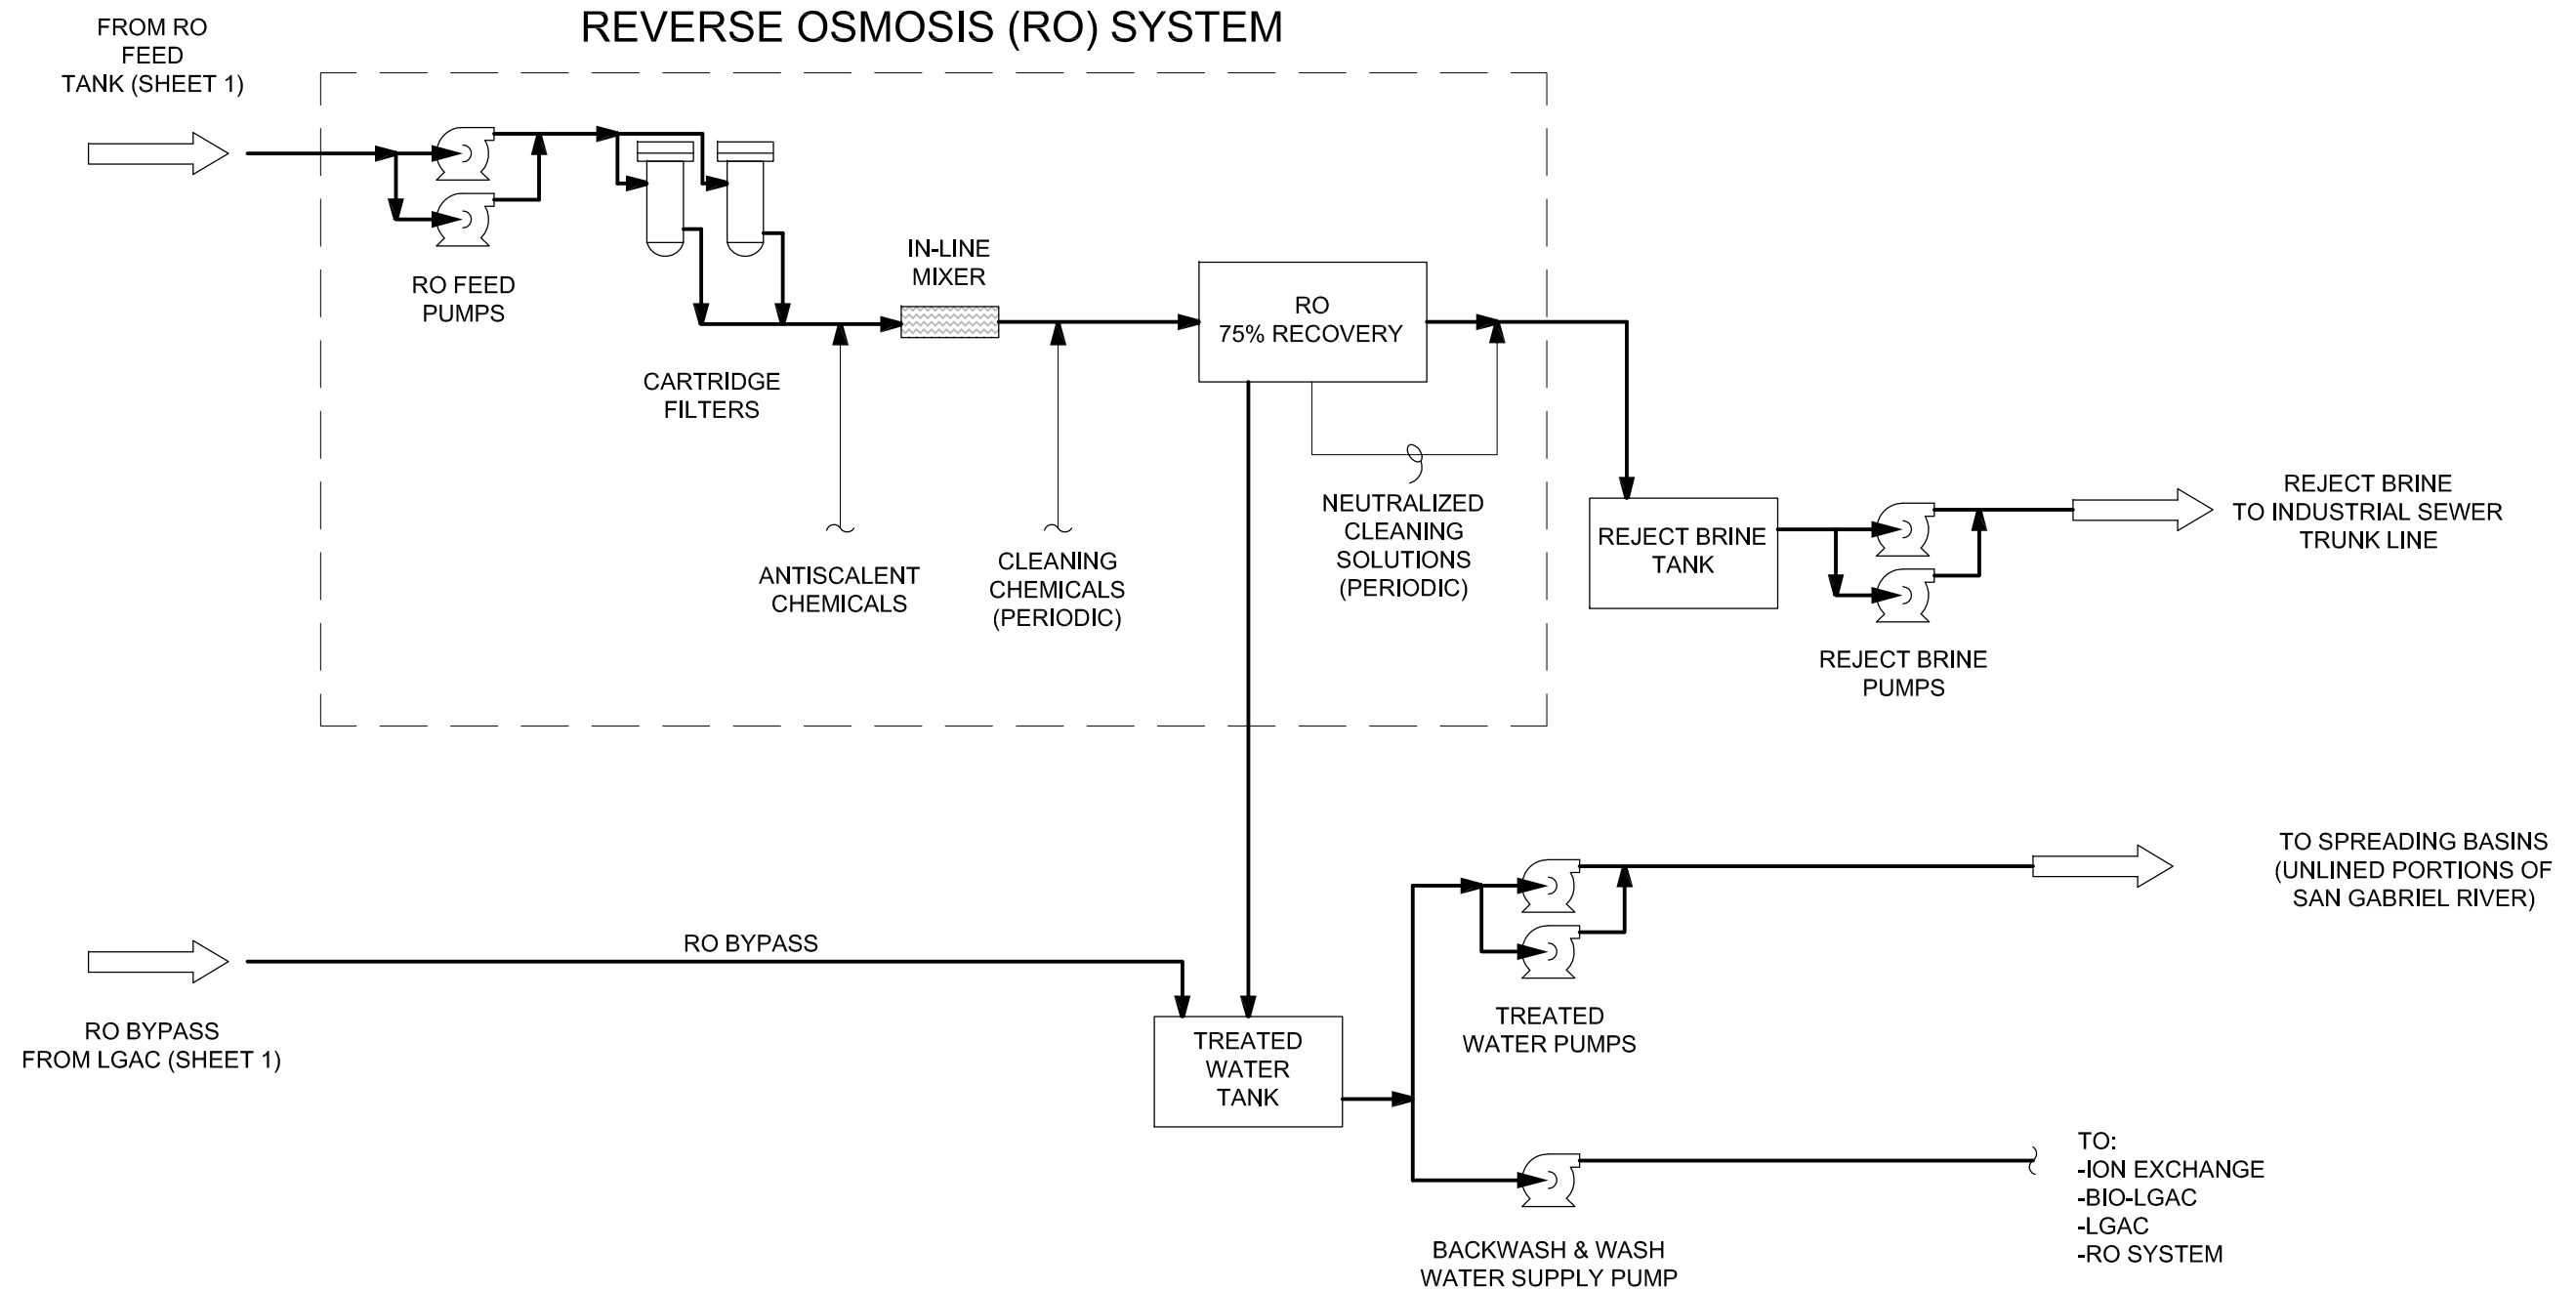 REVERSE OSMOSIS (RO) SYSTEM
FROM RO
FEED
TANK (SHEET 1)
RO FEED
PUMPS
CARTRIDGE
FILTERS
IN-LINE
MIXER
ANTISCALENT
CHEMICALS
CLEANING
CHEMICALS
(PERIODIC)
RO
75% RECOVERY
NEUTRALIZED
CLEANING
SOLUTIONS
(PERIODIC)
REJECT BRINE
TANK
REJECT BRINE
PUMPS
REJECT BRINE
TO INDUSTRIAL SEWER
TRUNK LINE
RO BYPASS
RO BYPASS
FROM LGAC (SHEET 1)
TREATED
WATER
TANK
TREATED
WATER PUMPS
TO SPREADING BASINS
(UNLINED PORTIONS OF
SAN GABRIEL RIVER)
BACKWASH & WASH
WATER SUPPLY PUMP
TO:
-ION EXCHANGE
-BIO-LGAC
-LGAC
-RO SYSTEM